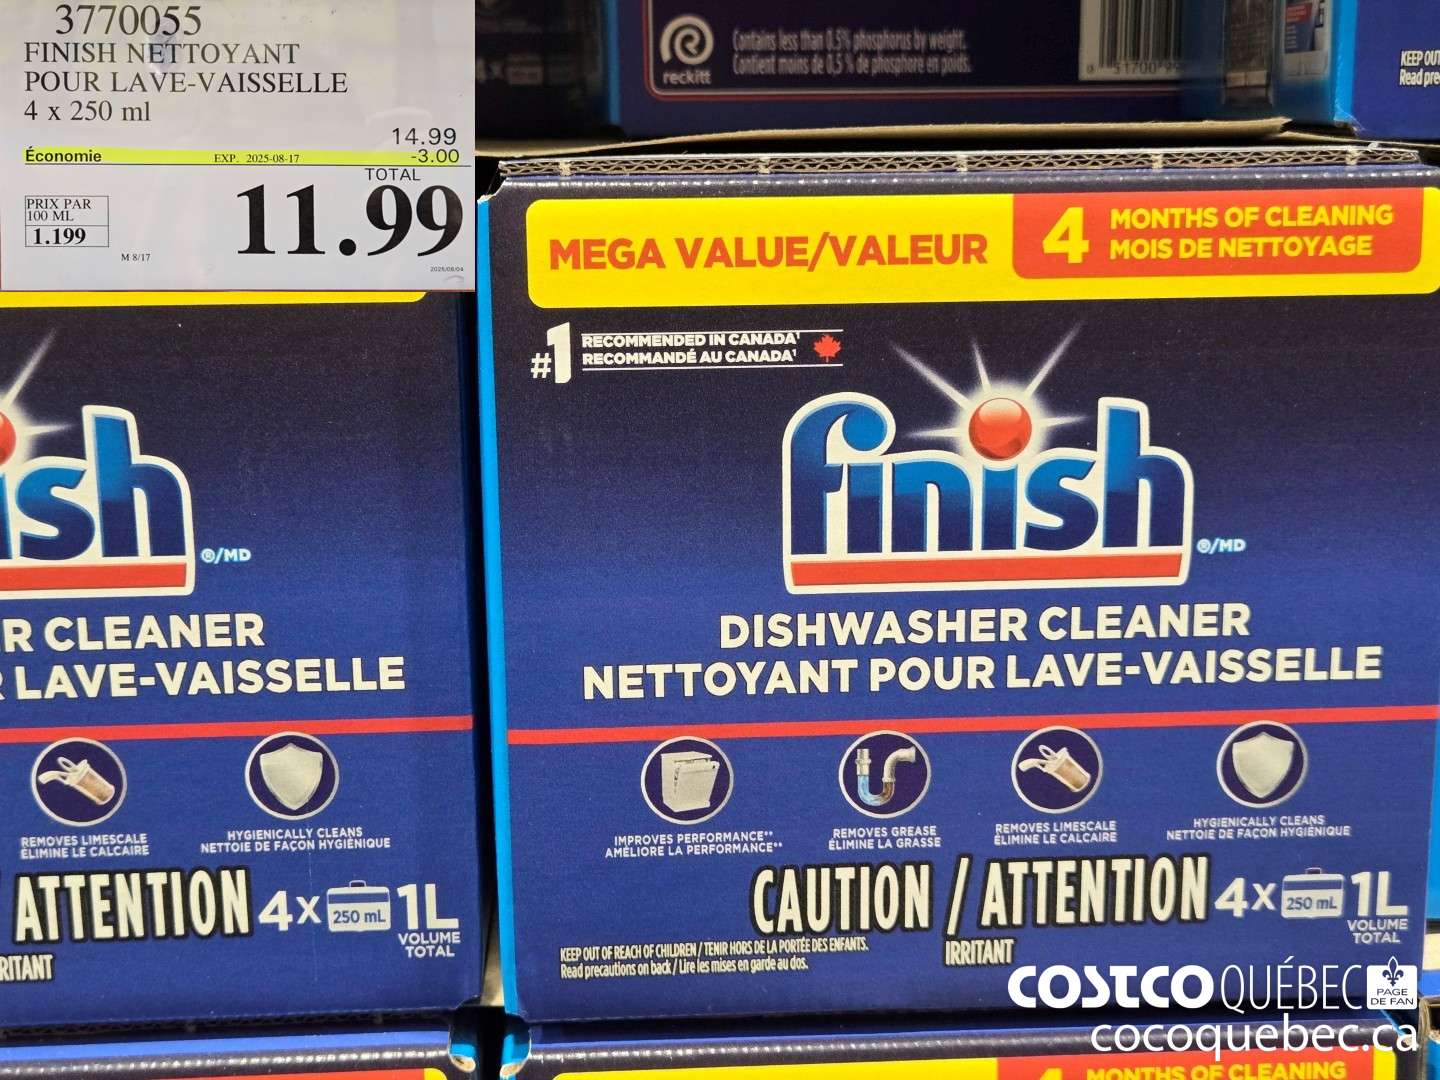 3770055
FINISH NETTOYANT
POUR LAVE-VAISSELLE
4 x 250 ml
14.99
Économie EXP. 2025-08-17 -3.00
TOTAL
11.99
PRIX PAR
100 ML
1.199
M 8/17
2025/08/04
reckitt
Contains less than 0.5% phosphorus by weight.
Contient moins de 0,5 % de phosphore en poids.
KEEP OUT
Read pre
MEGA VALUE/VALEUR
4 MONTHS OF CLEANING
MOIS DE NETTOYAGE
#1 RECOMMENDED IN CANADA¹
RECOMMANDÉ AU CANADA¹
finish
®/MD
DISHWASHER CLEANER
NETTOYANT POUR LAVE-VAISSELLE
IMPROVES PERFORMANCE**
AMÉLIORE LA PERFORMANCE**
REMOVES GREASE
ÉLIMINE LA GRASSE
REMOVES LIMESCALE
ÉLIMINE LE CALCAIRE
HYGIENICALLY CLEANS
NETTOIE DE FAÇON HYGIÉNIQUE
CAUTION / ATTENTION
IRRITANT
KEEP OUT OF REACH OF CHILDREN / TENIR HORS DE LA PORTÉE DES ENFANTS.
Read precautions on back / Lire les mises en garde au dos.
4x 250 mL 1L
VOLUME
TOTAL
ish
®/MD
R CLEANER
R LAVE-VAISSELLE
REMOVES LIMESCALE
ÉLIMINE LE CALCAIRE
HYGIENICALLY CLEANS
NETTOIE DE FAÇON HYGIÉNIQUE
/ ATTENTION
RITANT
4x 250 mL 1L
VOLUME
TOTAL
4 MONTHS OF CLEANING
COSTCO QUÉBEC PAGE
DE FAN
cocoquebec.ca